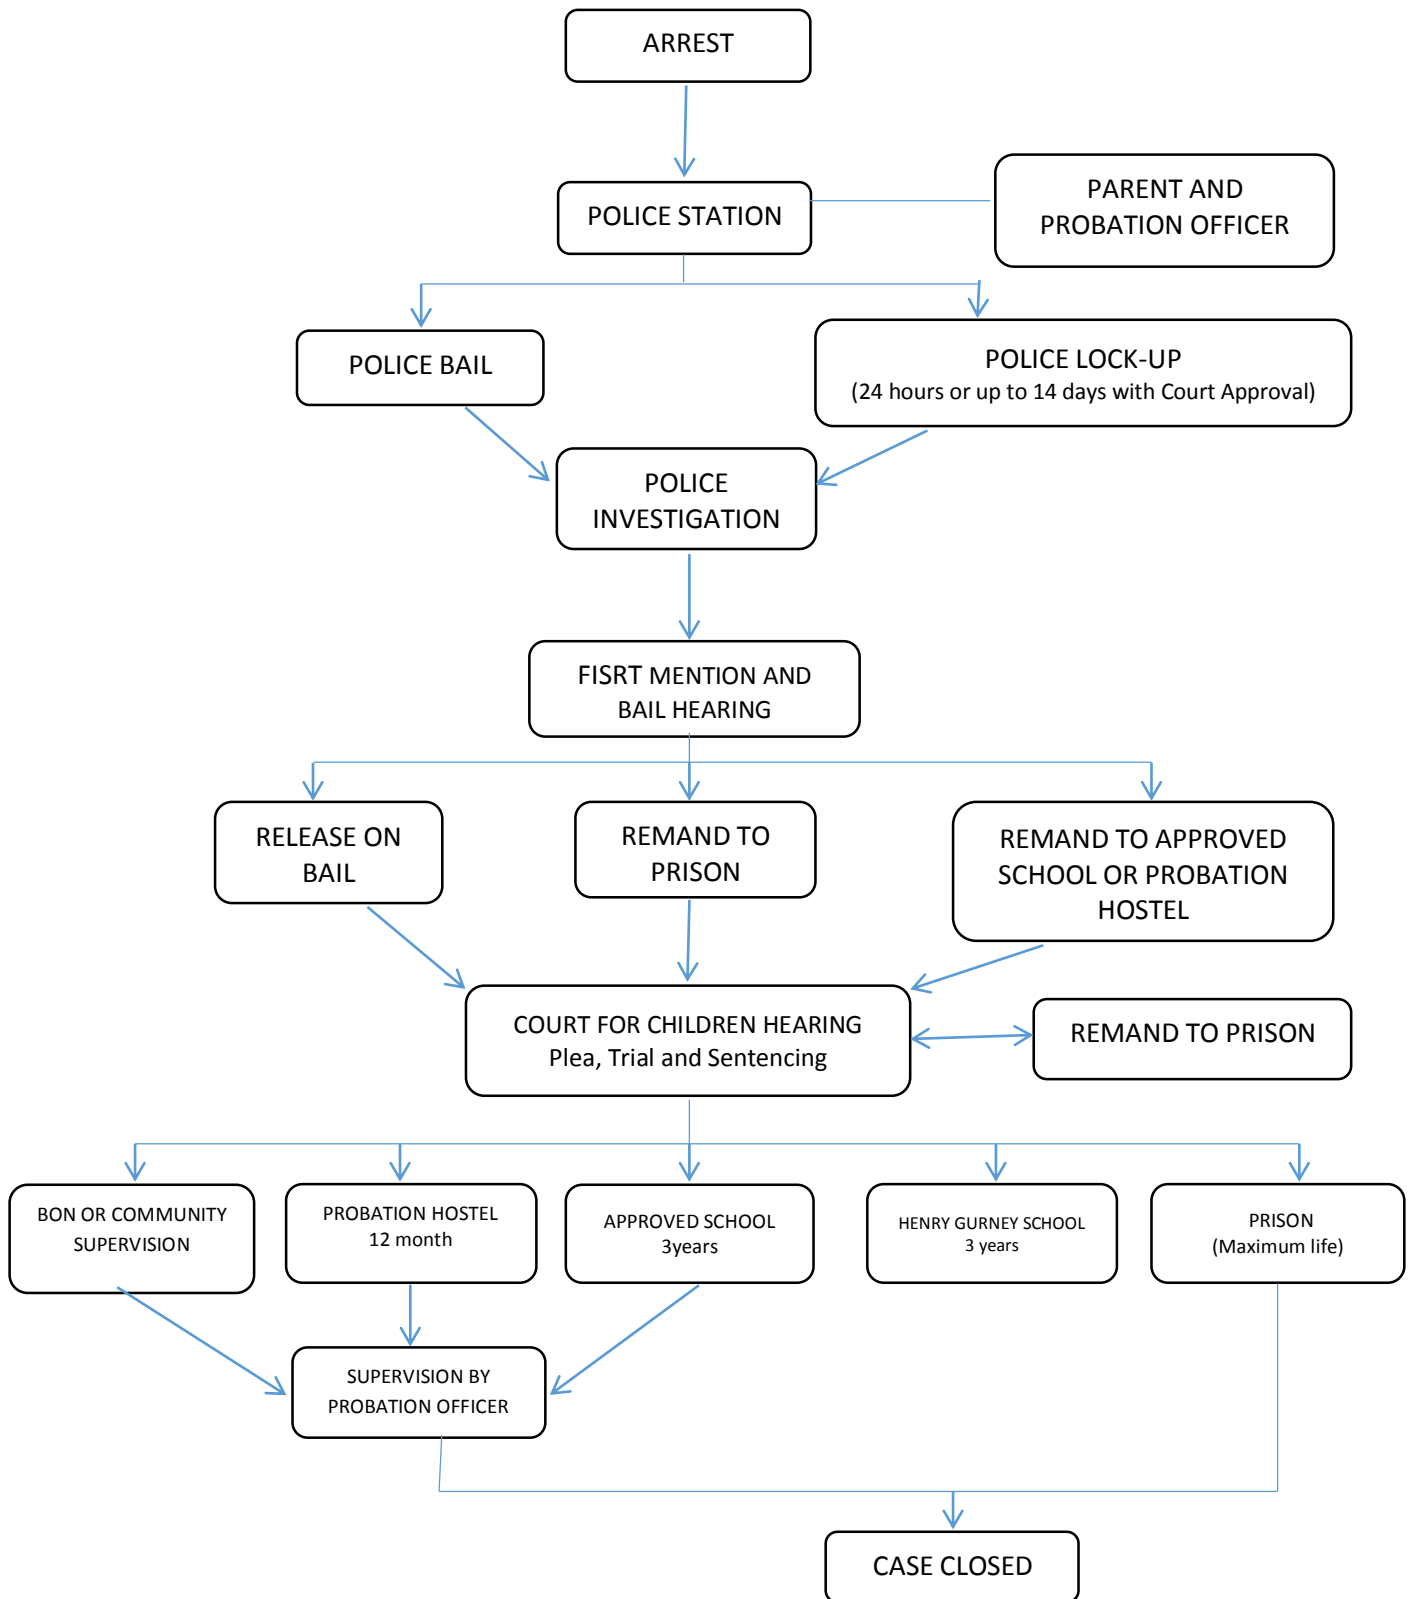 ARREST
POLICE STATION
PARENT AND
PROBATION OFFICER
POLICE BAIL
POLICE LOCK-UP
(24 hours or up to 14 days with Court Approval)
POLICE
INVESTIGATION
FISRT MENTION AND
BAIL HEARING
RELEASE ON
BAIL
REMAND TO
PRISON
REMAND TO APPROVED
SCHOOL OR PROBATION
HOSTEL
COURT FOR CHILDREN HEARING
Plea, Trial and Sentencing
REMAND TO PRISON
BON OR COMMUNITY
SUPERVISION
PROBATION HOSTEL
12 month
APPROVED SCHOOL
3years
HENRY GURNEY SCHOOL
3 years
PRISON
(Maximum life)
SUPERVISION BY
PROBATION OFFICER
CASE CLOSED